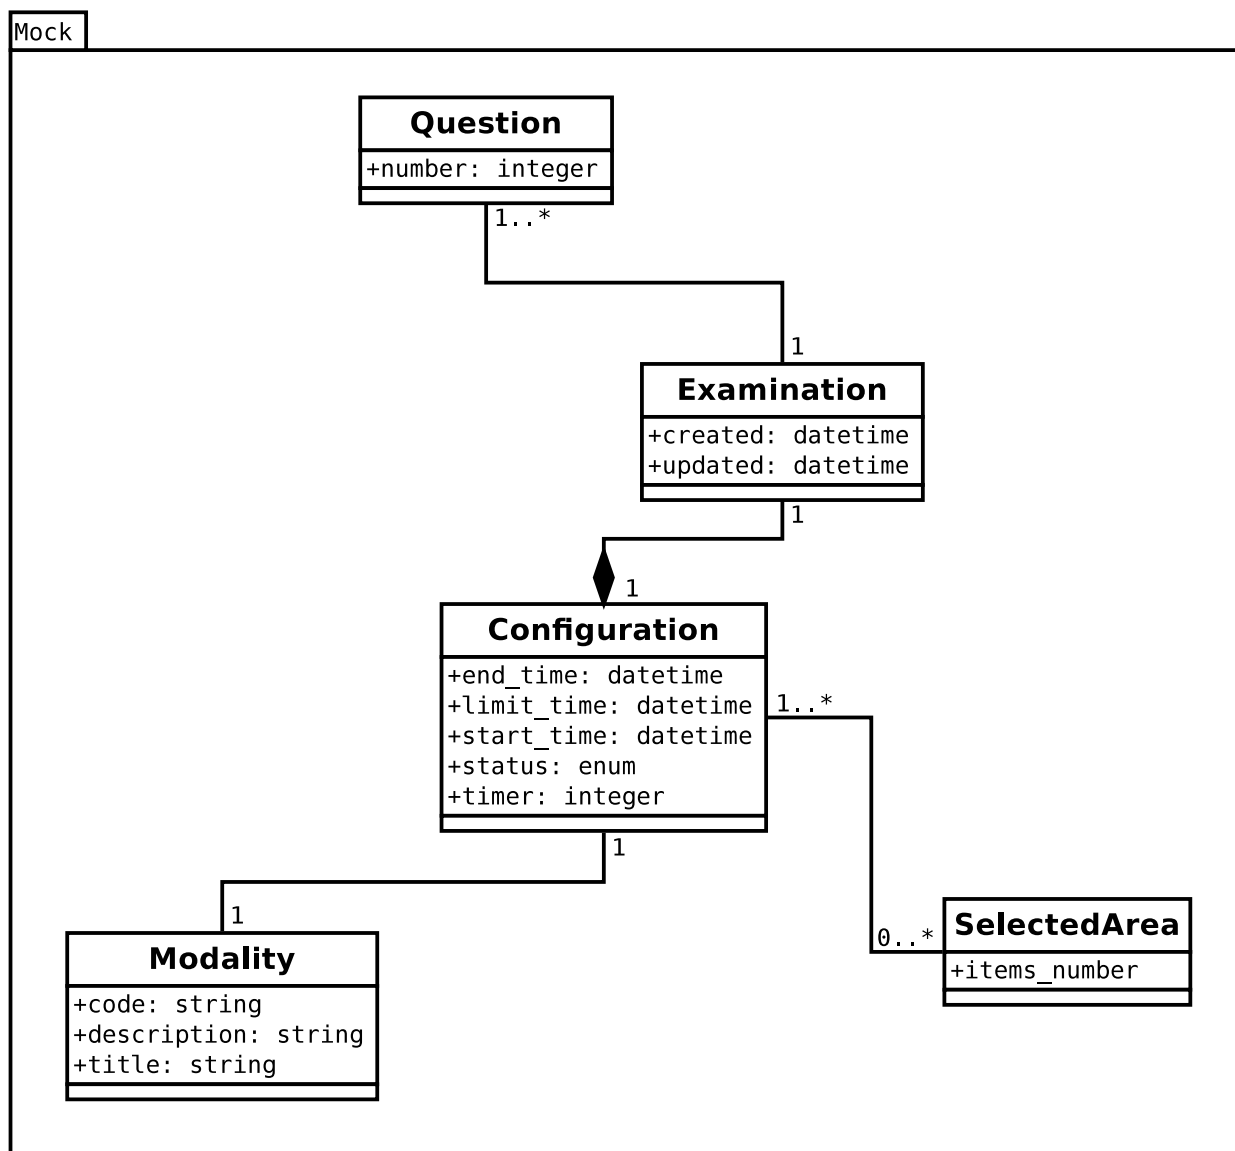 Mock
Question
+number: integer
1..*
1
Examination
+created: datetime
+updated: datetime
1
1
Configuration
+end_time: datetime
+limit_time: datetime
+start_time: datetime
+status: enum
+timer: integer
1..*
1
1
Modality
+code: string
+description: string
+title: string
0..*
SelectedArea
+items_number